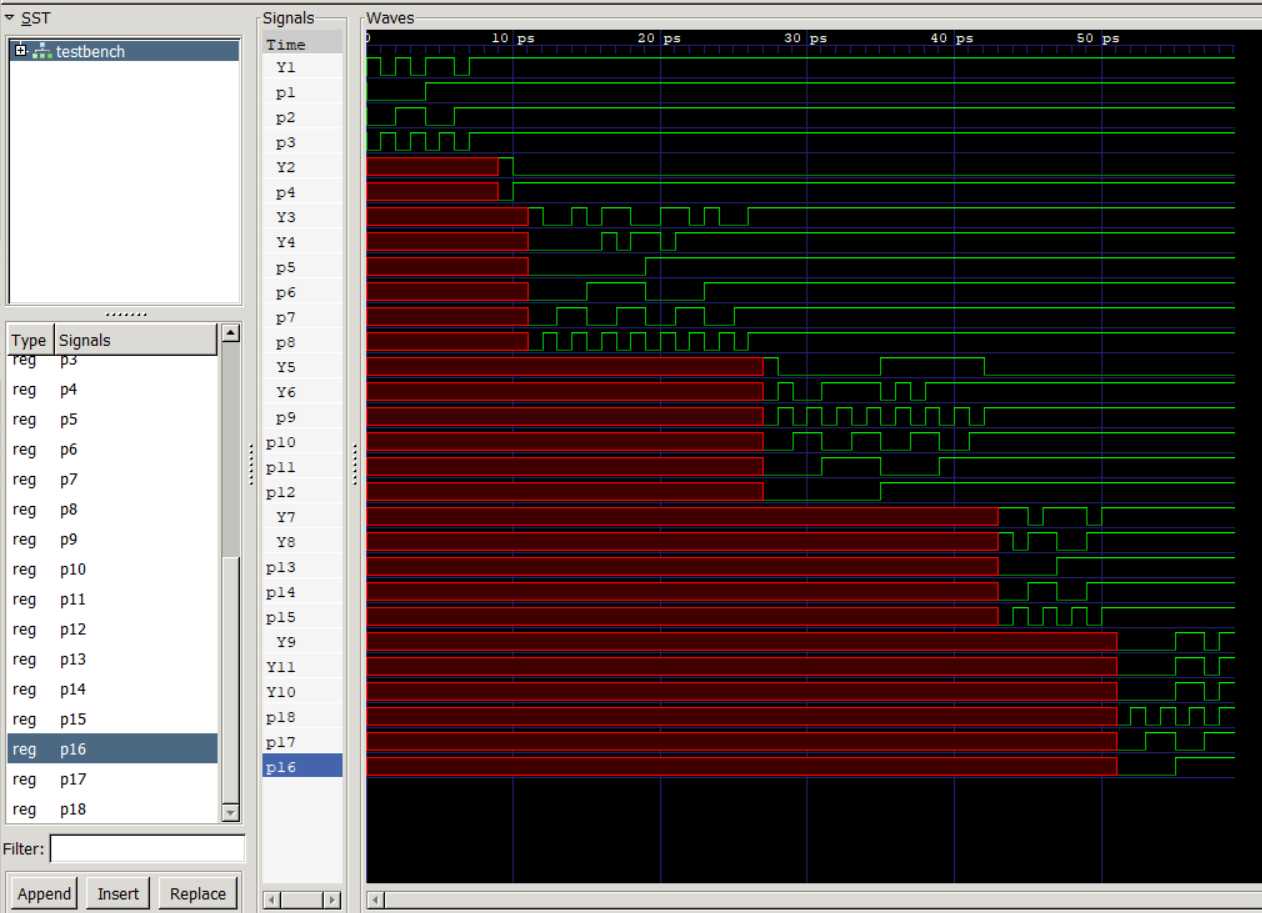 SST
testbench
Type Signals
reg p3
reg p4
reg p5
reg p6
reg p7
reg p8
reg p9
reg p10
reg p11
reg p12
reg p13
reg p14
reg p15
reg p16
reg p17
reg p18
Filter:
Append Insert Replace
Signals
Time
Y1
p1
p2
p3
Y2
p4
Y3
Y4
p5
p6
p7
p8
Y5
Y6
p9
p10
p11
p12
Y7
Y8
p13
p14
p15
Y9
Y11
Y10
p18
p17
p16
Waves
0 10 ps 20 ps 30 ps 40 ps 50 ps